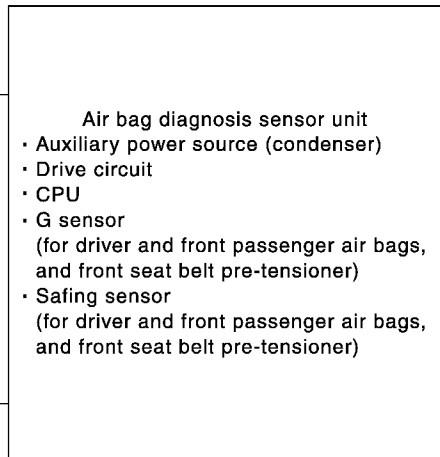 Air bag diagnosis sensor unit
· Auxiliary power source (condenser)
· Drive circuit
· CPU
· G sensor
(for driver and front passenger air bags,
and front seat belt pre-tensioner)
· Safing sensor
(for driver and front passenger air bags,
and front seat belt pre-tensioner)